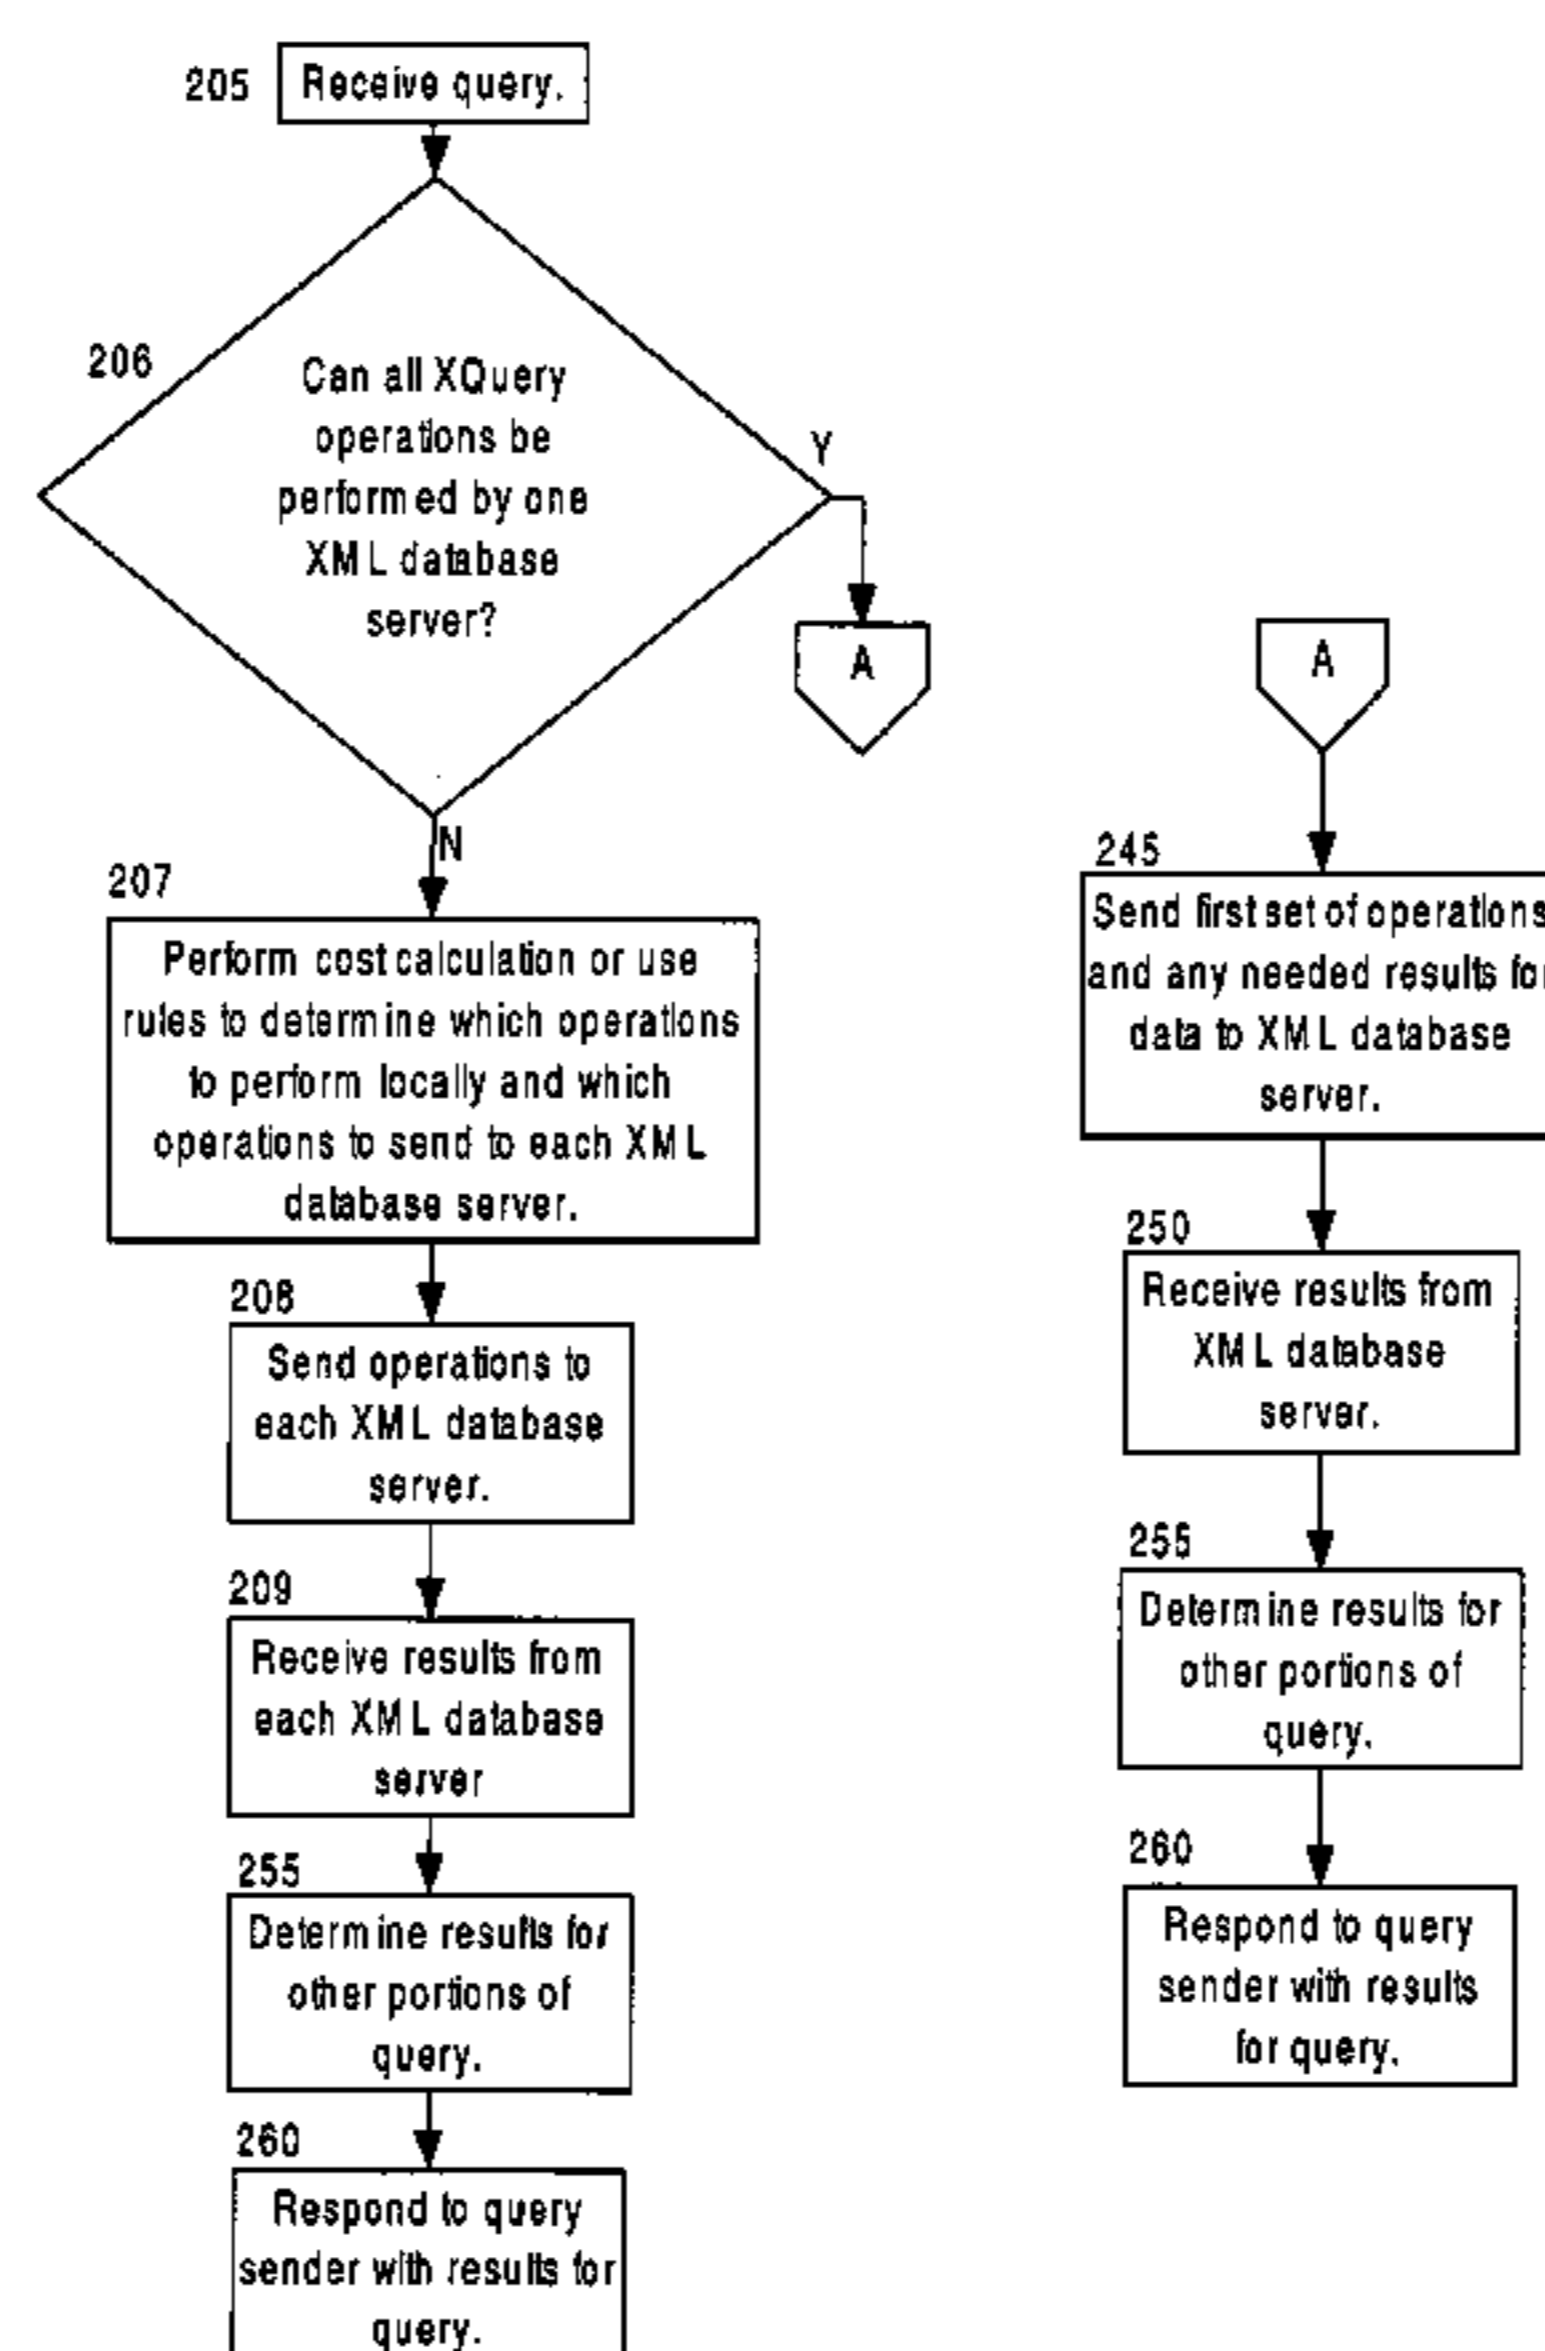 205
Receive query.
206
Can all XQuery
operations be
performed by one
XML database
server?
Y
A
N
207
Perform cost calculation or use
rules to determine which operations
to perform locally and which
operations to send to each XML
database server.
208
Send operations to
each XML database
server.
209
Receive results from
each XML database
server
255
Determine results for
other portions of
query.
260
Respond to query
sender with results for
query.
A
245
Send first set of operations
and any needed results for
data to XML database
server.
250
Receive results from
XML database
server.
255
Determine results for
other portions of
query.
260
Respond to query
sender with results
for query.